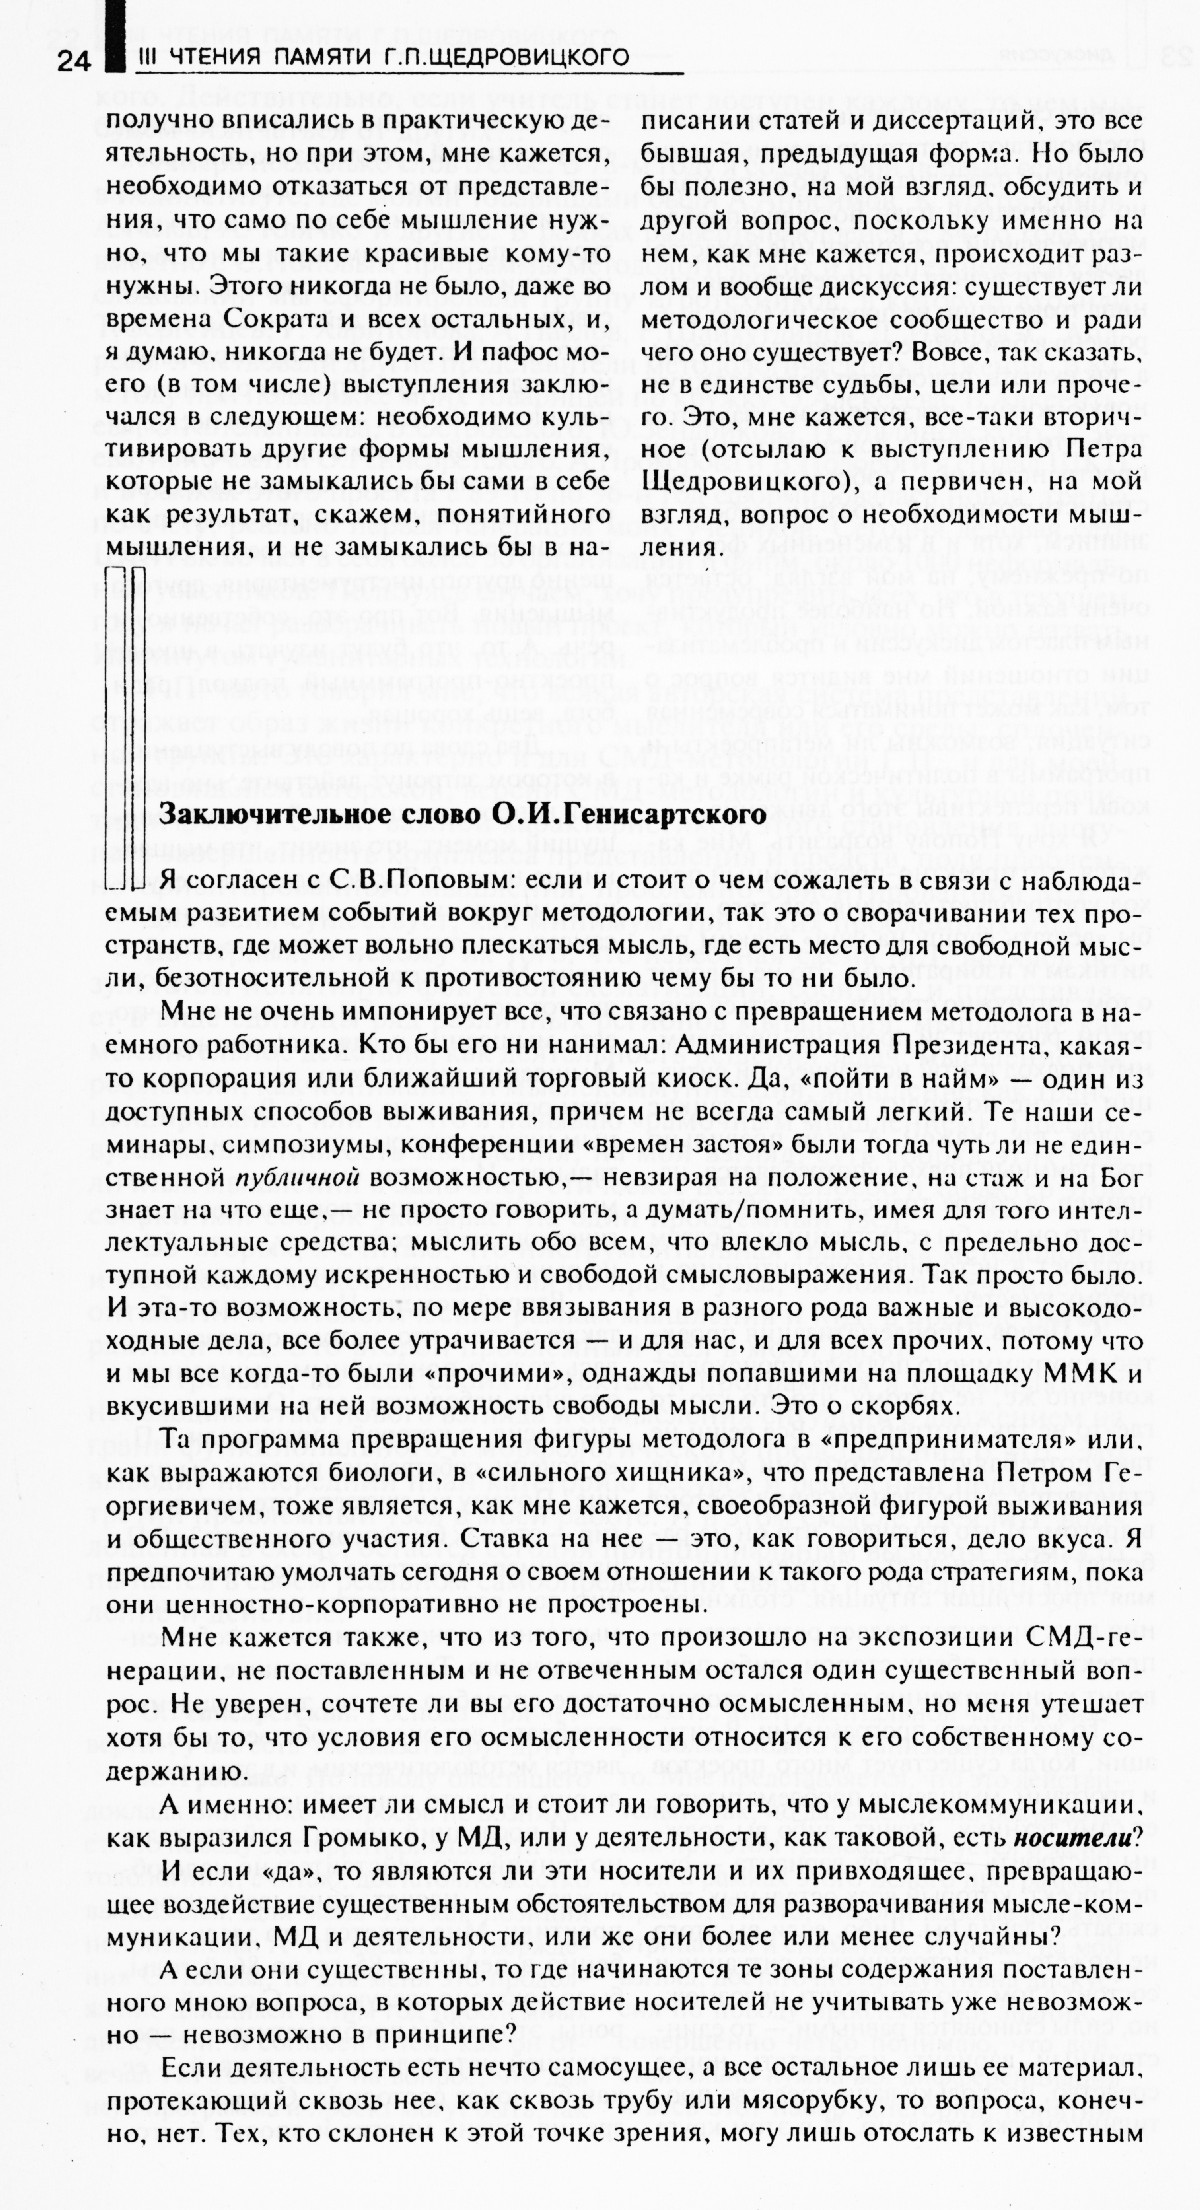 24
III ЧТЕНИЯ ПАМЯТИ Г.П.ЩЕДРОВИЦКОГО
получно вписались в практическую де-
ятельность, но при этом, мне кажется,
необходимо отказаться от представле-
ния, что само по себе мышление нуж-
но, что мы такие красивые кому-то
нужны. Этого никогда не было, даже во
времена Сократа и всех остальных, и,
я думаю, никогда не будет. И пафос мо-
его (в том числе) выступления заклю-
чался в следующем: необходимо куль-
тивировать другие формы мышления,
которые не замыкались бы сами в себе
как результат, скажем, понятийного
мышления, и не замыкались бы в на-
писании статей и диссертаций, это все
бывшая, предыдущая форма. Но было
бы полезно, на мой взгляд, обсудить и
другой вопрос, поскольку именно на
нем, как мне кажется, происходит раз-
лом и вообще дискуссия: существует ли
методологическое сообщество и ради
чего оно существует? Вовсе, так сказать,
не в единстве судьбы, цели или проче-
го. Это, мне кажется, все-таки вторич-
ное (отсылаю к выступлению Петра
Щедровицкого), а первичен, на мой
взгляд, вопрос о необходимости мыш-
ления.
Заключительное слово О.И.Генисартского
Я согласен с С.В.Поповым: если и стоит о чем сожалеть в связи с наблюда-
емым развитием событий вокруг методологии, так это о сворачивании тех про-
странств, где может вольно плескаться мысль, где есть место для свободной мыс-
ли, безотносительной к противостоянию чему бы то ни было.
Мне не очень импонирует все, что связано с превращением методолога в на-
емного работника. Кто бы его ни нанимал: Администрация Президента, какая-
то корпорация или ближайший торговый киоск. Да, «пойти в найм» — один из
доступных способов выживания, причем не всегда самый легкий. Те наши се-
минары, симпозиумы, конференции «времен застоя» были тогда чуть ли не един-
ственной публичной возможностью,— невзирая на положение, на стаж и на Бог
знает на что еще,— не просто говорить, а думать/помнить, имея для того интел-
лектуальные средства; мыслить обо всем, что влекло мысль, с предельно дос-
тупной каждому искренностью и свободой смысловыражения. Так просто было.
И эта-то возможность, по мере ввязывания в разного рода важные и высокодо-
ходные дела, все более утрачивается — и для нас, и для всех прочих, потому что
и мы все когда-то были «прочими», однажды попавшими на площадку ММК и
вкусившими на ней возможность свободы мысли. Это о скорбях.
Та программа превращения фигуры методолога в «предпринимателя» или,
как выражаются биологи, в «сильного хищника», что представлена Петром Ге-
оргиевичем, тоже является, как мне кажется, своеобразной фигурой выживания
и общественного участия. Ставка на нее — это, как говориться, дело вкуса. Я
предпочитаю умолчать сегодня о своем отношении к такого рода стратегиям, пока
они ценностно-корпоративно не простроены.
Мне кажется также, что из того, что произошло на экспозиции СМД-ге-
нерации, не поставленным и не отвеченным остался один существенный воп-
рос. Не уверен, сочтете ли вы его достаточно осмысленным, но меня утешает
хотя бы то, что условия его осмысленности относится к его собственному со-
держанию.
А именно: имеет ли смысл и стоит ли говорить, что у мыслекоммуникации,
как выразился Громыко, у МД, или у деятельности, как таковой, есть носители?
И если «да», то являются ли эти носители и их привходящее, превращаю-
щее воздействие существенным обстоятельством для разворачивания мысле-ком-
муникации, МД и деятельности, или же они более или менее случайны?
А если они существенны, то где начинаются те зоны содержания поставлен-
ного мною вопроса, в которых действие носителей не учитывать уже невозмож-
но — невозможно в принципе?
Если деятельность есть нечто самосущее, а все остальное лишь ее материал,
протекающий сквозь нее, как сквозь трубу или мясорубку, то вопроса, конеч-
но, нет. Тех, кто склонен к этой точке зрения, могу лишь отослать к известным